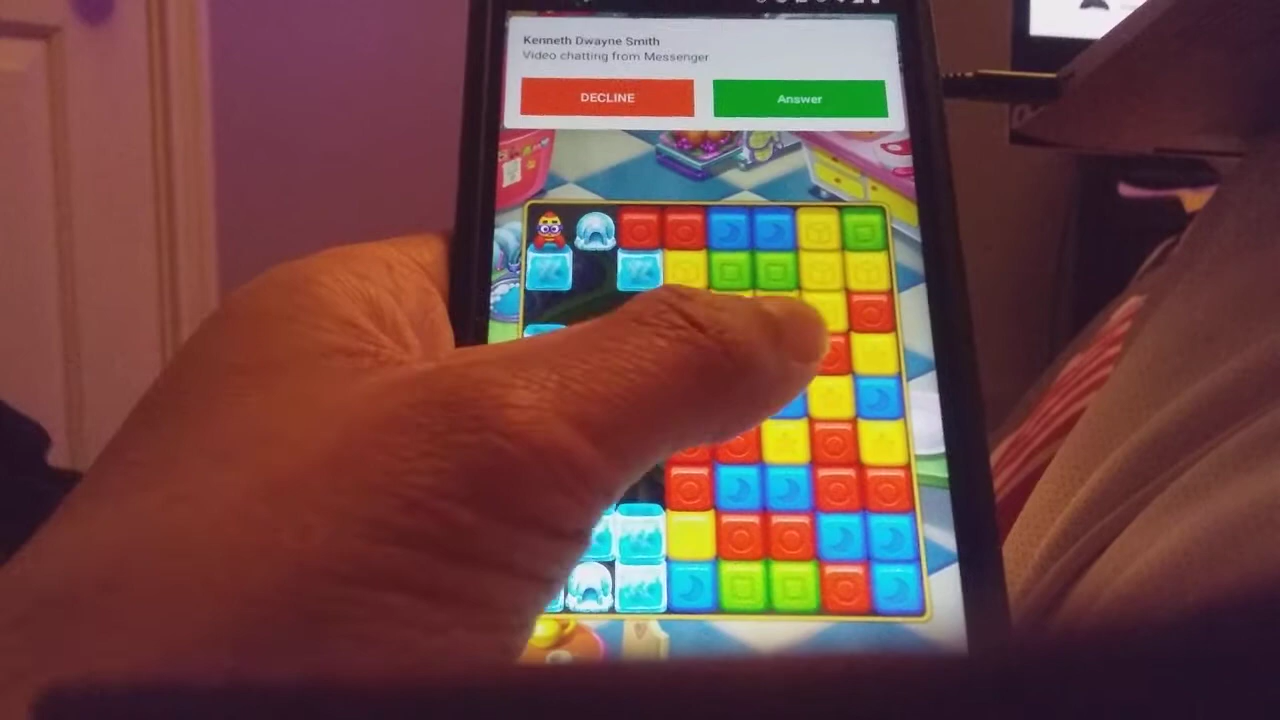 Kenneth Dwayne Smith
Video chatting from Messenger
DECLINE
Answer